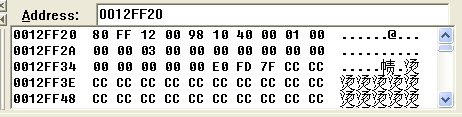 Address: 0012FF20
0012FF20 80 FF 12 00 98 10 40 00 01 00 ......@...
0012FF2A 00 00 03 00 00 00 00 00 00 00 ..........
0012FF34 00 00 00 00 E0 FD 7F CC CC .....帻.烫
0012FF3E CC CC CC CC CC CC CC CC CC CC 烫烫烫烫烫
0012FF48 CC CC CC CC CC CC CC CC CC CC 烫烫烫烫烫